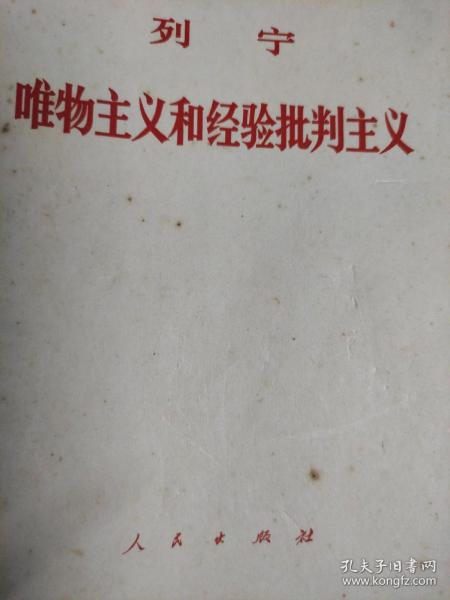 列 宁
唯物主义和经验批判主义
人民出版社
孔夫子旧书网
www.kongfz.com